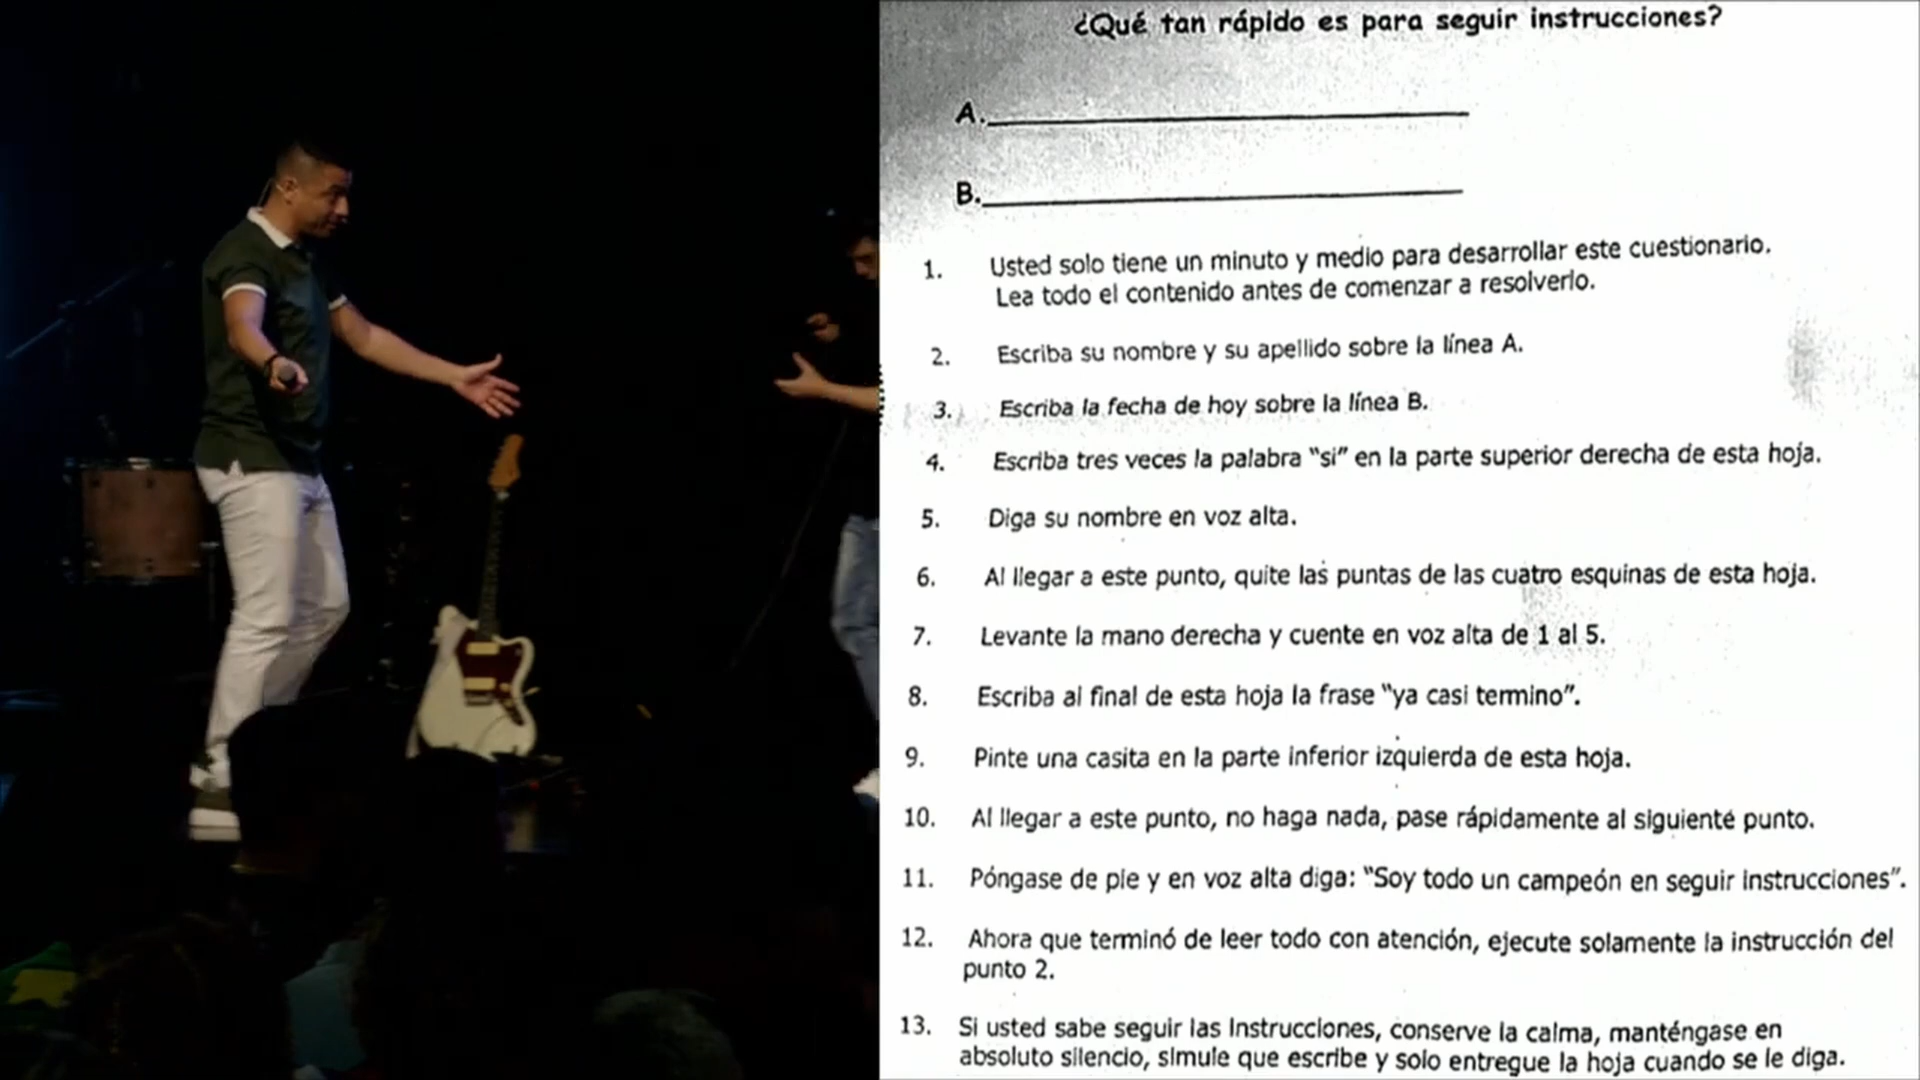 ¿Qué tan rápido es para seguir instrucciones?
A.
B.
1. Usted solo tiene un minuto y medio para desarrollar este cuestionario.
Lea todo el contenido antes de comenzar a resolverlo.
2. Escriba su nombre y su apellido sobre la línea A.
3. Escriba la fecha de hoy sobre la línea B.
4. Escriba tres veces la palabra “si” en la parte superior derecha de esta hoja.
5. Diga su nombre en voz alta.
6. Al llegar a este punto, quite las puntas de las cuatro esquinas de esta hoja.
7. Levante la mano derecha y cuente en voz alta de 1 al 5.
8. Escriba al final de esta hoja la frase “ya casi termino”.
9. Pinte una casita en la parte inferior izquierda de esta hoja.
10. Al llegar a este punto, no haga nada, pase rápidamente al siguiente punto.
11. Póngase de pie y en voz alta diga: “Soy todo un campeón en seguir instrucciones”.
12. Ahora que terminó de leer todo con atención, ejecute solamente la instrucción del
punto 2.
13. Si usted sabe seguir las instrucciones, conserve la calma, manténgase en
absoluto silencio, simule que escribe y solo entregue la hoja cuando se le diga.